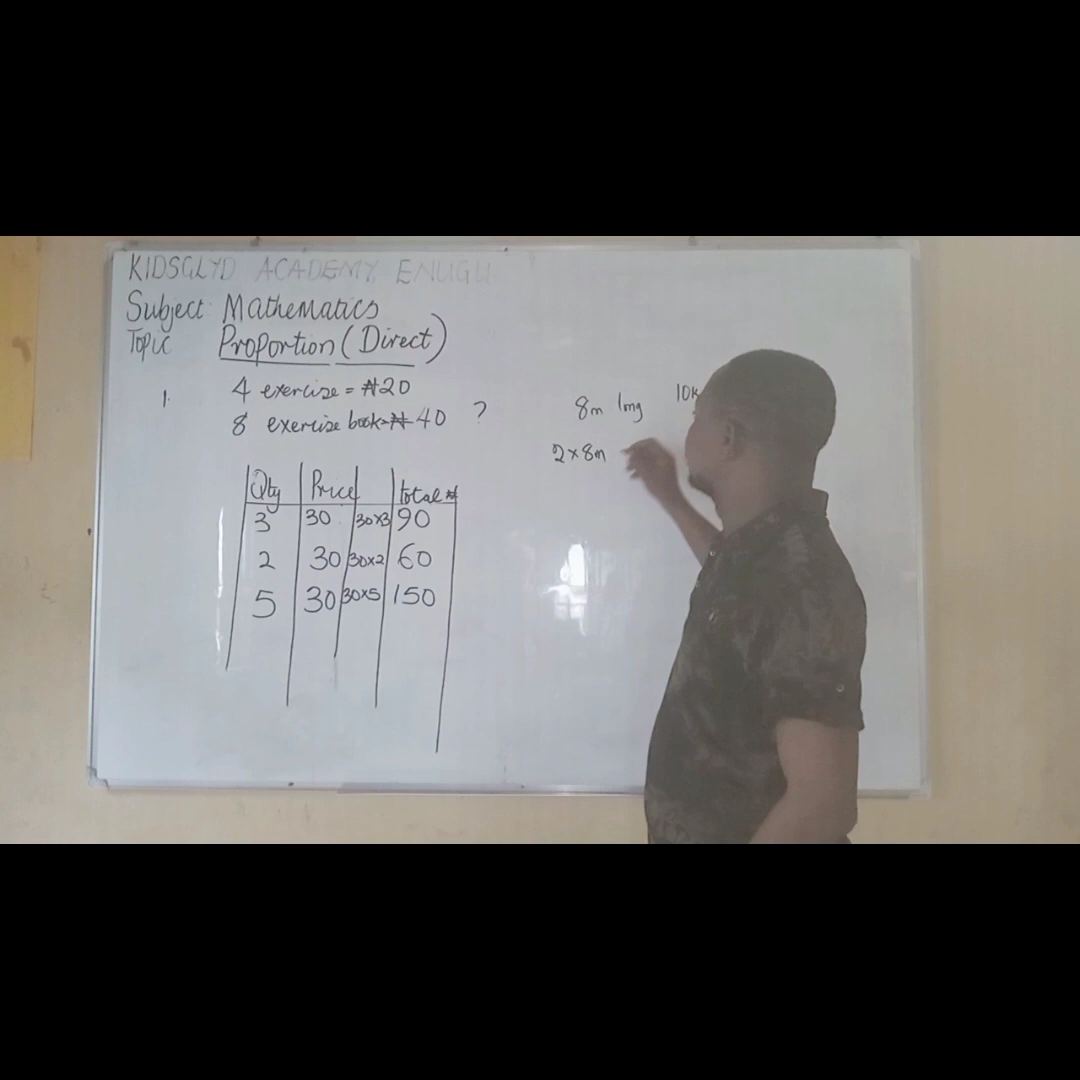 KIDSGLYD ACADEMY, ENUGU
Subject: Mathematics
Topic Proportion (Direct)
1. 4 exercise = ₦20
8 exercise book = ₦ 40 ?
Qty Price Total ₦
3 30 30×3 90
2 30 30×2 60
5 30 30×5 150
8m long 10k
2×8m